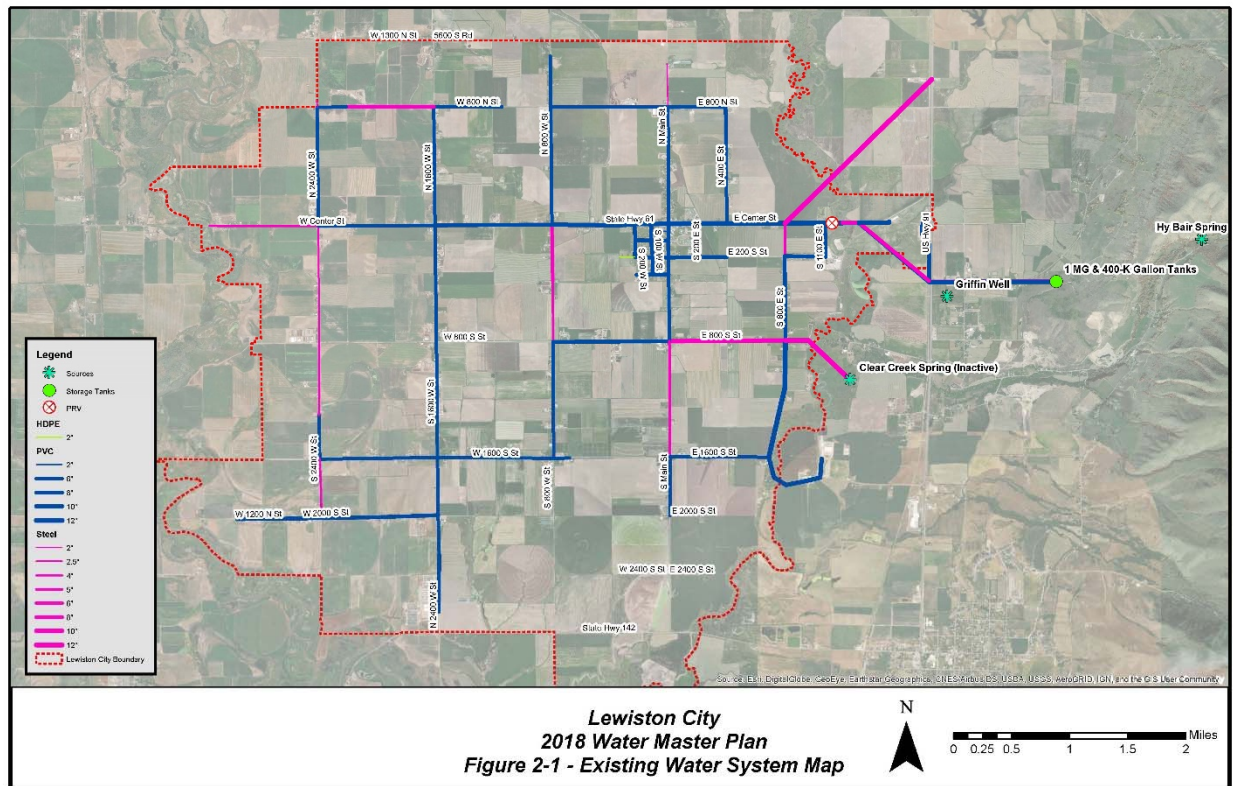 W 1300 N St
5600 S Rd
W 800 N St
E 800 N St
N 800 W St
N Main St
N 2400 W St
N 1600 W St
N 400 E St
W Center St
State Hwy 61
E Center St
S 100 W St
S 200 E St
S 200 W St
E 200 S St
S 1100 E St
US Hwy 91
Hy Bair Spring
1 MG & 400-K Gallon Tanks
Griffin Well
S 800 E St
W 800 S St
E 800 S St
Clear Creek Spring (Inactive)
S 1600 W St
S 2400 W St
W 1600 S St
E 1600 S St
S 800 W St
S Main St
W 1200 N St
W 2000 S St
E 2000 S St
W 2400 S St
E 2400 S St
N 2400 W St
State Hwy 142
Legend
Sources
Storage Tanks
PRV
HDPE
2"
PVC
2"
6"
8"
10"
12"
Steel
2"
2.5"
4"
5"
6"
8"
10"
12"
Lewiston City Boundary
Source: Esri, DigitalGlobe, GeoEye, Earthstar Geographics, CNES/Airbus DS, USDA, USGS, AeroGRID, IGN, and the GIS User Community
Lewiston City
2018 Water Master Plan
Figure 2-1 - Existing Water System Map
N
Miles
0 0.25 0.5 1 1.5 2